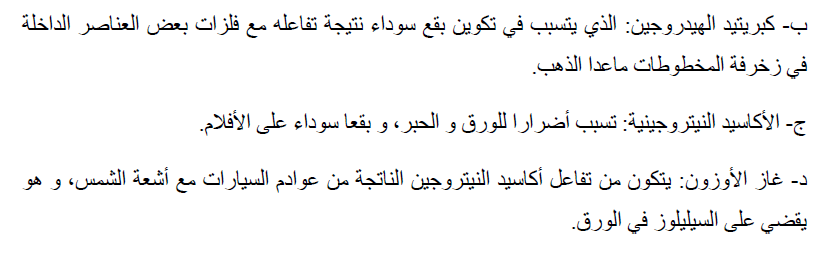 ب- كبريتيد الهيدروجين: الذي يتسبب في تكوين بقع سوداء نتيجة تفاعله مع فلزات بعض العناصر الداخلة
في زخرفة المخطوطات ماعدا الذهب.
ج- الأكاسيد النيتروجينية: تسبب أضرارا للورق و الحبر، و بقعا سوداء على الأفلام.
د- غاز الأوزون: يتكون من تفاعل أكاسيد النيتروجين الناتجة من عوادم السيارات مع أشعة الشمس، و هو
يقضي على السيليلوز في الورق.